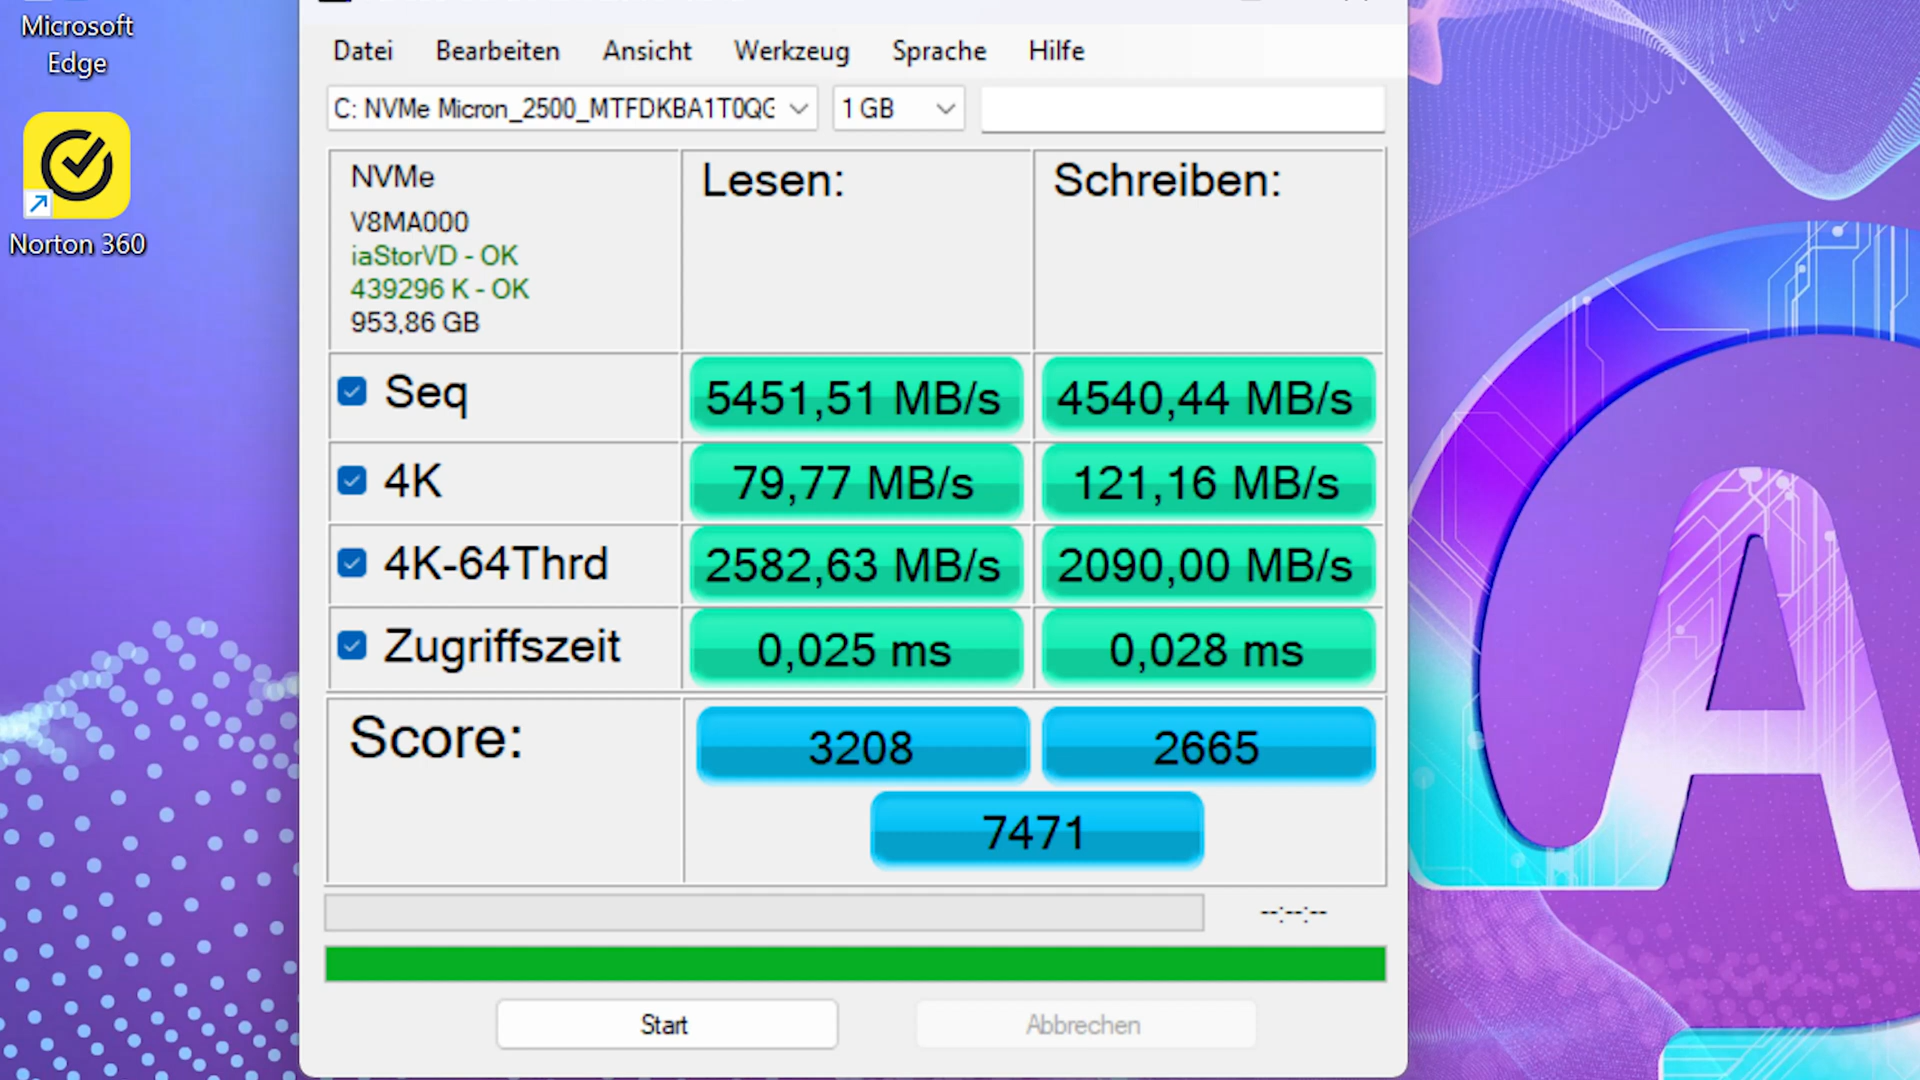 Microsoft
Edge
Norton 360
Datei Bearbeiten Ansicht Werkzeug Sprache Hilfe
C: NVMe Micron_2500_MTFDKBA1T0QG 1 GB
NVMe
V8MA000
iaStorVD - OK
439296 K - OK
953,86 GB
Lesen: Schreiben:
Seq 5451,51 MB/s 4540,44 MB/s
4K 79,77 MB/s 121,16 MB/s
4K-64Thrd 2582,63 MB/s 2090,00 MB/s
Zugriffszeit 0,025 ms 0,028 ms
Score: 3208 2665
7471
--:--:--
Start Abbrechen
A